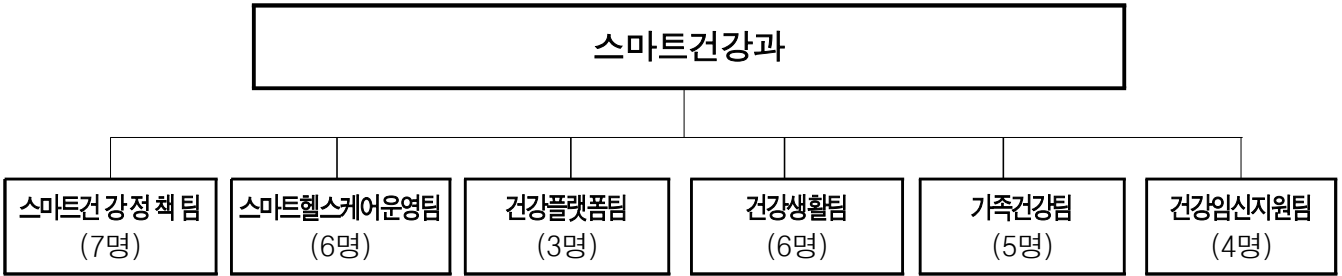 스마트건강과
스마트건강정책팀
(7명)
스마트헬스케어운영팀
(6명)
건강플랫폼팀
(3명)
건강생활팀
(6명)
가족건강팀
(5명)
건강임신지원팀
(4명)